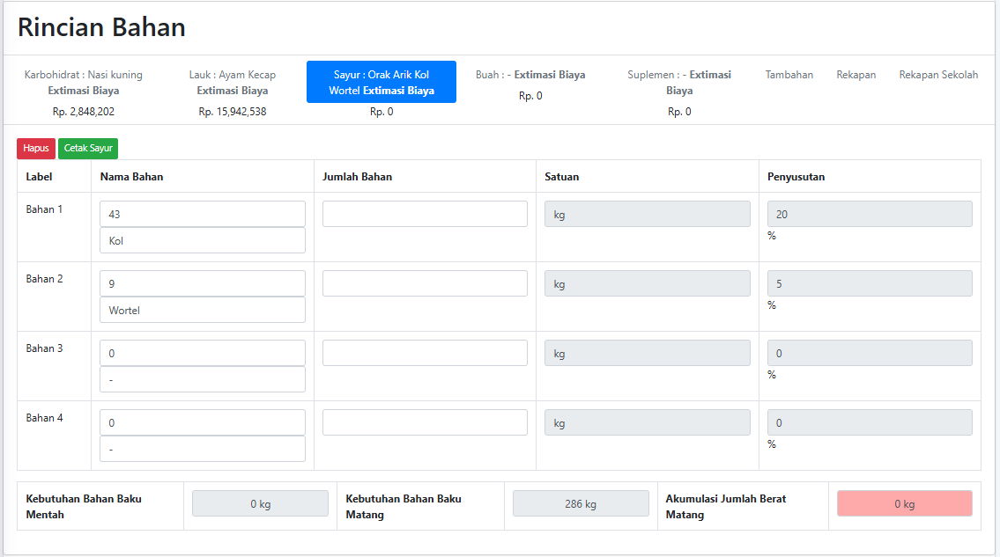 Rincian Bahan
Karbohidrat : Nasi kuning
Extimasi Biaya
Rp. 2,848,202
Lauk : Ayam Kecap
Extimasi Biaya
Rp. 15,942,538
Sayur : Orak Arik Kol
Wortel Extimasi Biaya
Rp. 0
Buah : - Extimasi Biaya
Rp. 0
Suplemen : - Extimasi
Biaya
Rp. 0
Tambahan
Rekapan
Rekapan Sekolah
Hapus
Cetak Sayur
Label
Nama Bahan
Jumlah Bahan
Satuan
Penyusutan
Bahan 1
43
Kol
kg
20
%
Bahan 2
9
Wortel
kg
5
%
Bahan 3
0
-
kg
0
%
Bahan 4
0
-
kg
0
%
Kebutuhan Bahan Baku
Mentah
0 kg
Kebutuhan Bahan Baku
Matang
286 kg
Akumulasi Jumlah Berat
Matang
0 kg